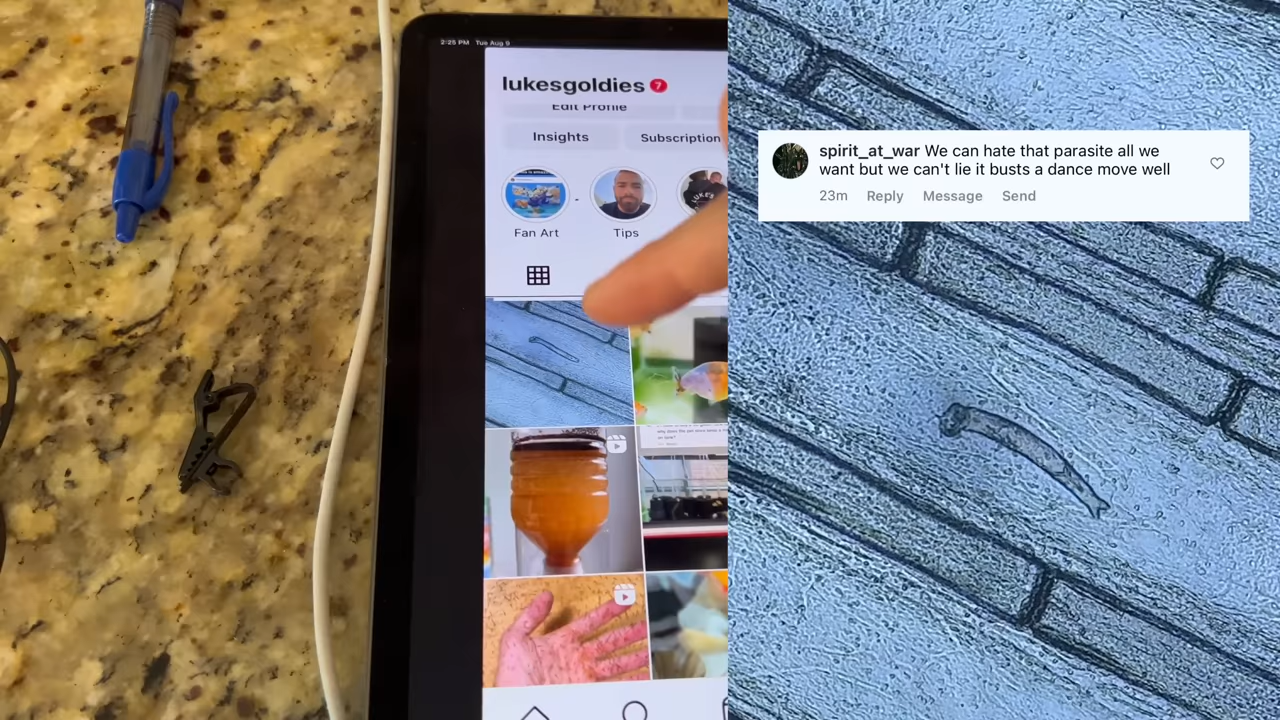 2:25 PM Tue Aug 9
lukesgoldies 7
Edit Profile
Insights
Subscription
Fan Art
Tips
spirit_at_war We can hate that parasite all we
want but we can't lie it busts a dance move well
23m Reply Message Send